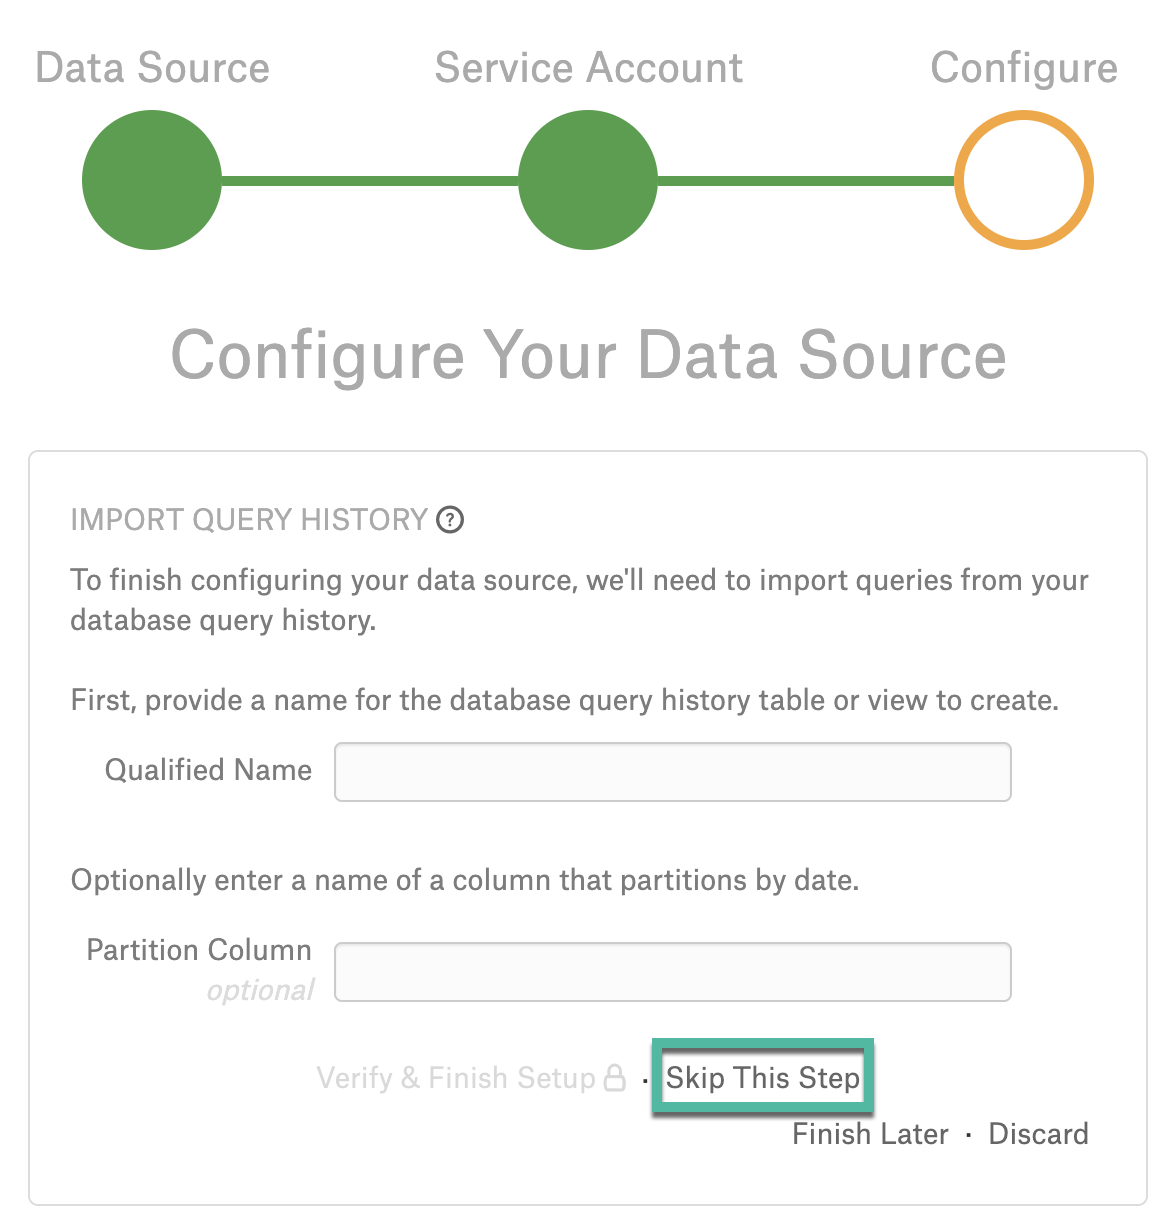 Data Source
Service Account
Configure
Configure Your Data Source
IMPORT QUERY HISTORY ?
To finish configuring your data source, we'll need to import queries from your
database query history.
First, provide a name for the database query history table or view to create.
Qualified Name
Optionally enter a name of a column that partitions by date.
Partition Column
optional
Verify & Finish Setup · Skip This Step
Finish Later · Discard